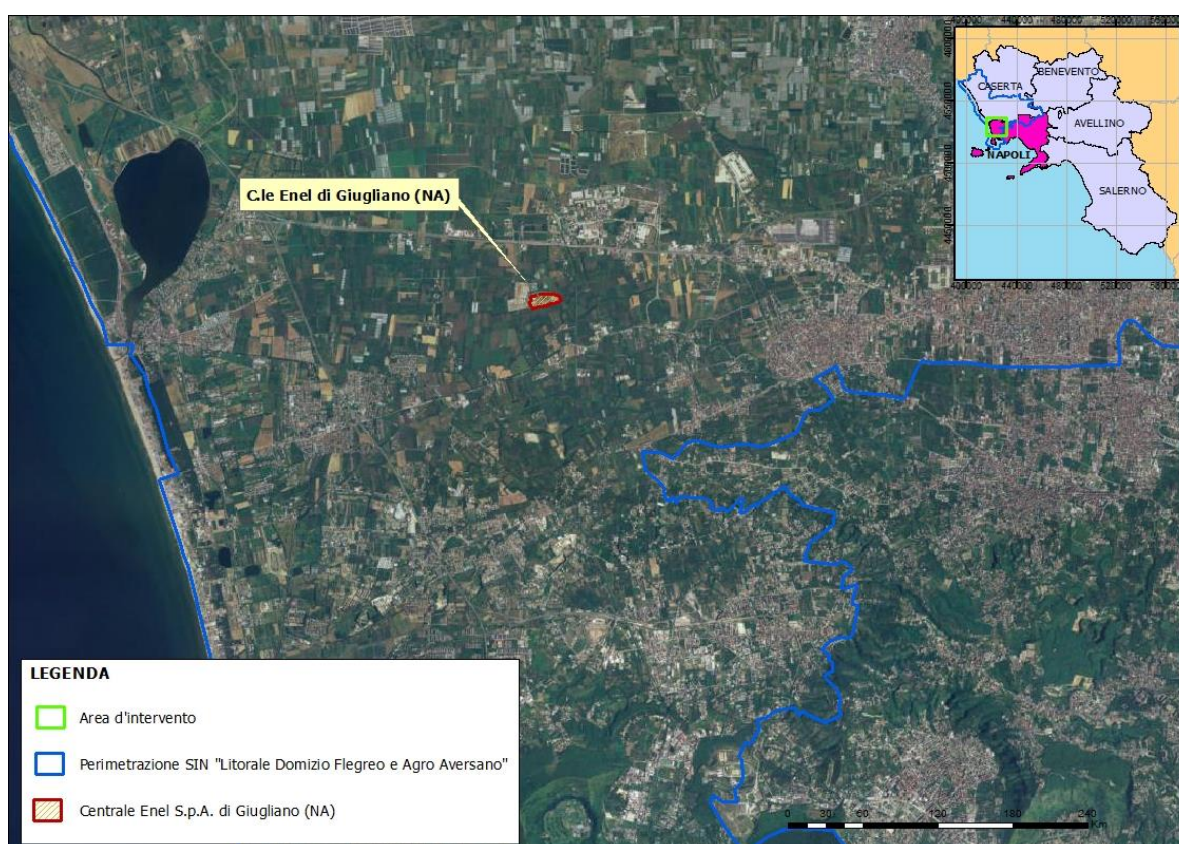 C.le Enel di Giugliano (NA)
BENEVENTO
CASERTA
AVELLINO
NAPOLI
SALERNO
LEGENDA
Area d'intervento
Perimetrazione SIN "Litorale Domizio Flegreo e Agro Aversano"
Centrale Enel S.p.A. di Giugliano (NA)
0 30 60 120 180 240
Km